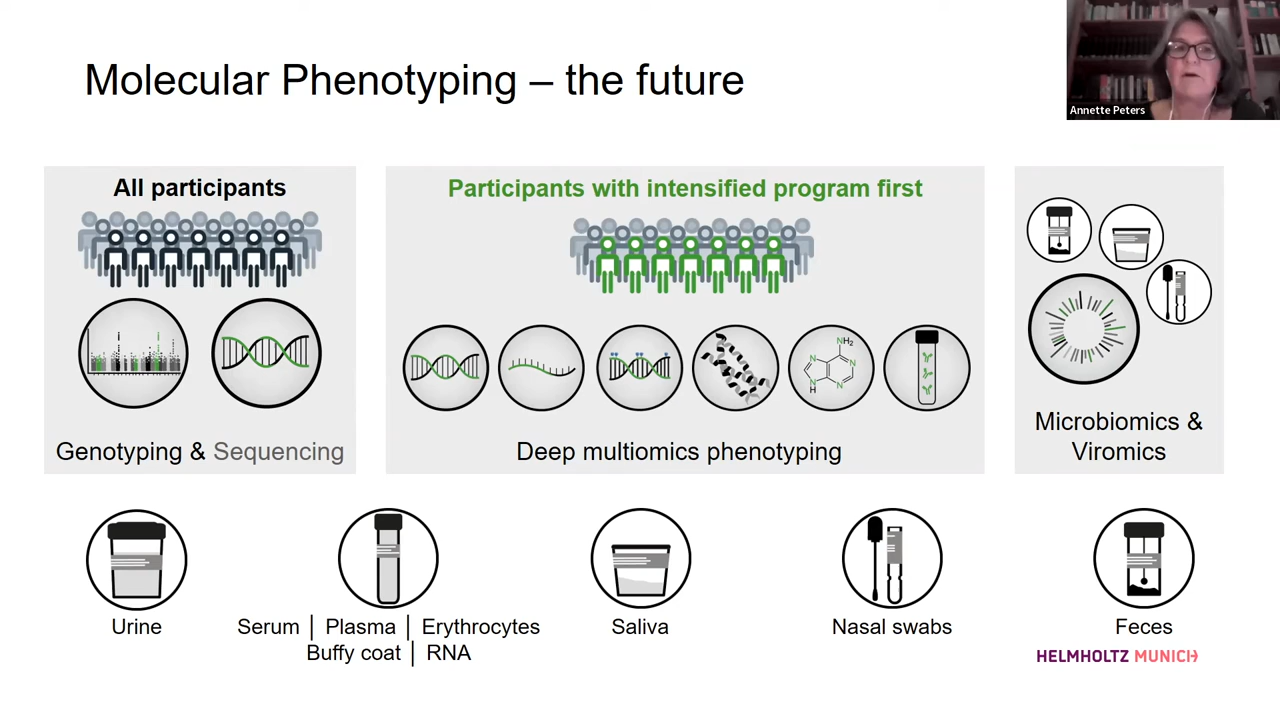 Molecular Phenotyping – the future
Annette Peters
All participants
Genotyping & Sequencing
Participants with intensified program first
NH₂
N
N
N
N
H
Deep multiomics phenotyping
Microbiomics &
Viromics
Urine
Serum | Plasma | Erythrocytes
Buffy coat | RNA
Saliva
Nasal swabs
Feces
HELMHOLTZ MUNICH